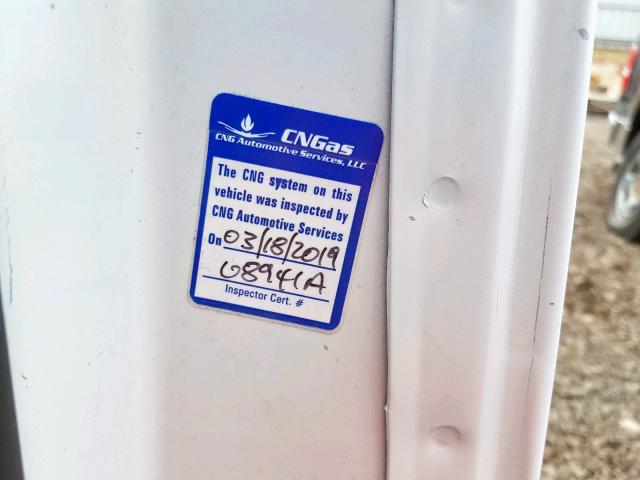 CNGas
CNG Automotive Services, LLC
The CNG system on this
vehicle was inspected by
CNG Automotive Services
On 03/18/2019
U8941A
Inspector Cert. #